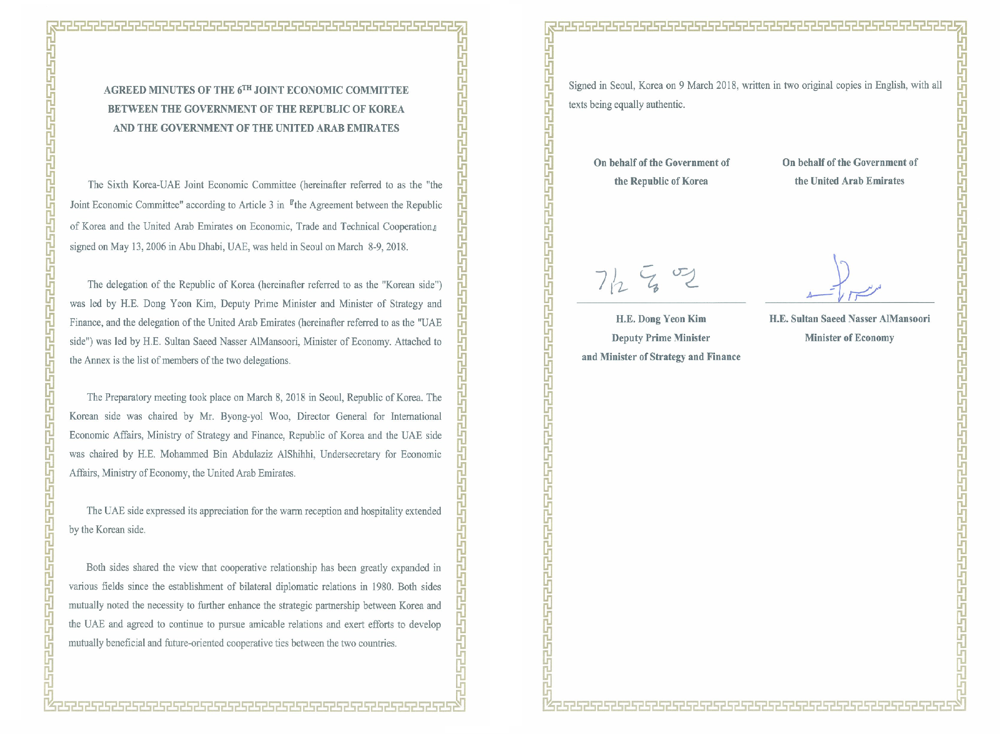 AGREED MINUTES OF THE 6TH JOINT ECONOMIC COMMITTEE
BETWEEN THE GOVERNMENT OF THE REPUBLIC OF KOREA
AND THE GOVERNMENT OF THE UNITED ARAB EMIRATES
The Sixth Korea-UAE Joint Economic Committee (hereinafter referred to as the "the
Joint Economic Committee" according to Article 3 in 『the Agreement between the Republic
of Korea and the United Arab Emirates on Economic, Trade and Technical Cooperation』
signed on May 13, 2006 in Abu Dhabi, UAE, was held in Seoul on March 8-9, 2018.
The delegation of the Republic of Korea (hereinafter referred to as the "Korean side")
was led by H.E. Dong Yeon Kim, Deputy Prime Minister and Minister of Strategy and
Finance, and the delegation of the United Arab Emirates (hereinafter referred to as the "UAE
side") was led by H.E. Sultan Saeed Nasser AlMansoori, Minister of Economy. Attached to
the Annex is the list of members of the two delegations.
The Preparatory meeting took place on March 8, 2018 in Seoul, Republic of Korea. The
Korean side was chaired by Mr. Byong-yol Woo, Director General for International
Economic Affairs, Ministry of Strategy and Finance, Republic of Korea and the UAE side
was chaired by H.E. Mohammed Bin Abdulaziz AlShihhi, Undersecretary for Economic
Affairs, Ministry of Economy, the United Arab Emirates.
The UAE side expressed its appreciation for the warm reception and hospitality extended
by the Korean side.
Both sides shared the view that cooperative relationship has been greatly expanded in
various fields since the establishment of bilateral diplomatic relations in 1980. Both sides
mutually noted the necessity to further enhance the strategic partnership between Korea and
the UAE and agreed to continue to pursue amicable relations and exert efforts to develop
mutually beneficial and future-oriented cooperative ties between the two countries.
Signed in Seoul, Korea on 9 March 2018, written in two original copies in English, with all
texts being equally authentic.
On behalf of the Government of
the Republic of Korea
김동연
H.E. Dong Yeon Kim
Deputy Prime Minister
and Minister of Strategy and Finance
On behalf of the Government of
the United Arab Emirates
H.E. Sultan Saeed Nasser AlMansoori
Minister of Economy